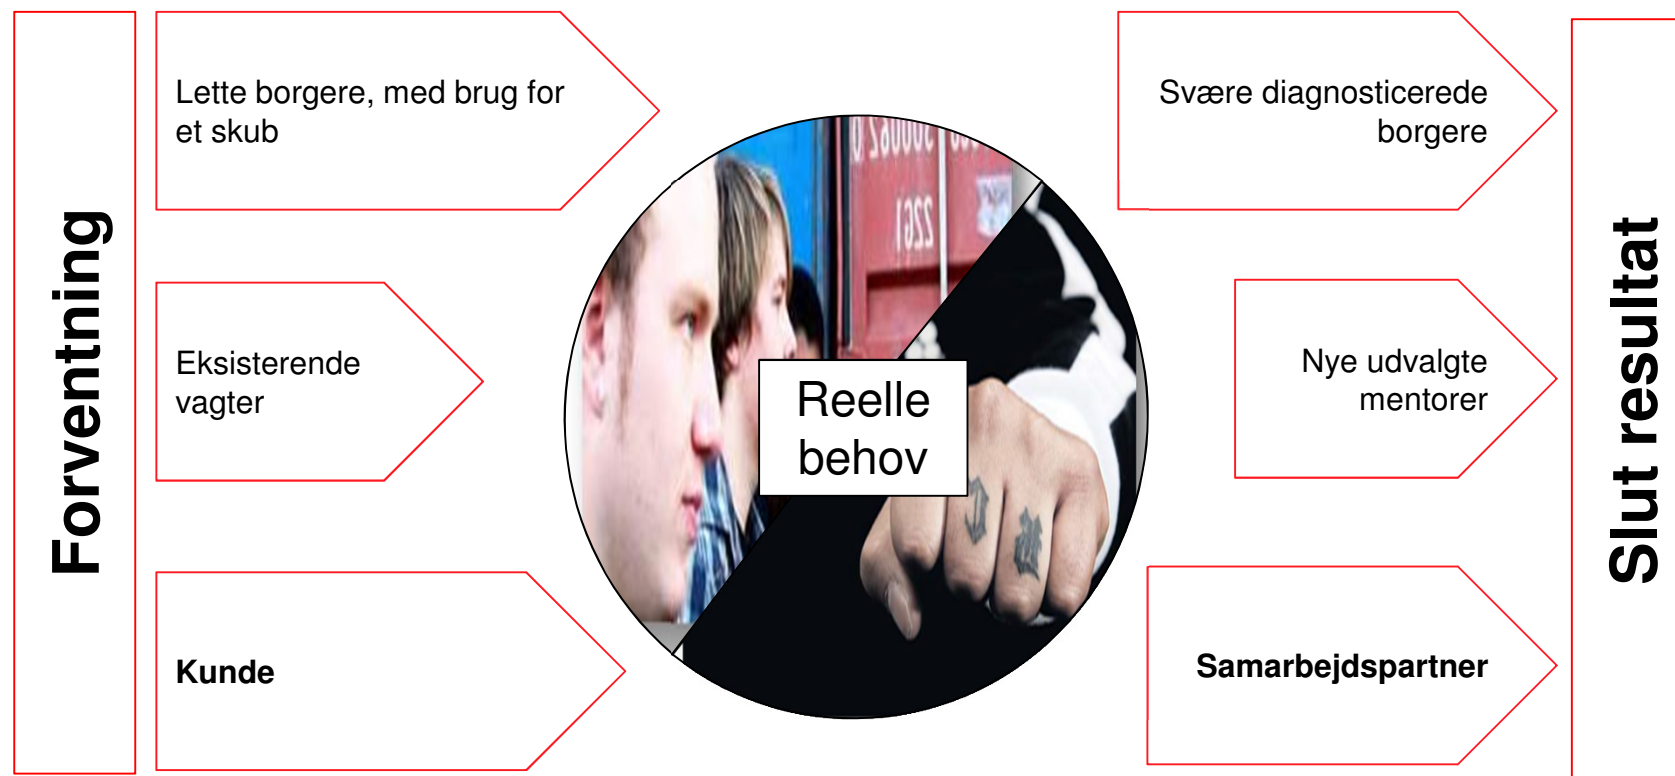 Forventning
Lette borgere, med brug for
et skub
Eksisterende
vagter
Kunde
Reelle
behov
Svære diagnosticerede
borgere
Nye udvalgte
mentorer
Samarbejdspartner
Slut resultat